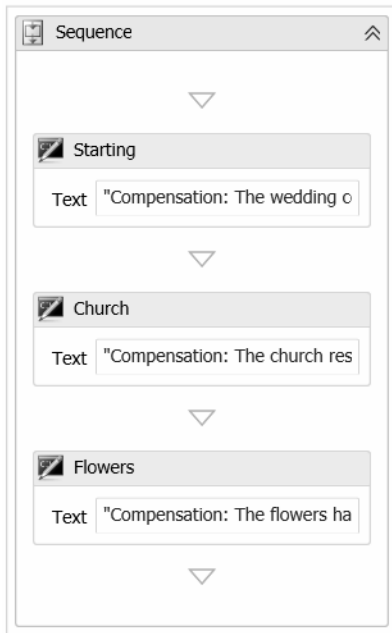 Sequence
Starting
Text "Compensation: The wedding
Church
Text "Compensation: The church res
Flowers
Text "Compensation: The flowers ha